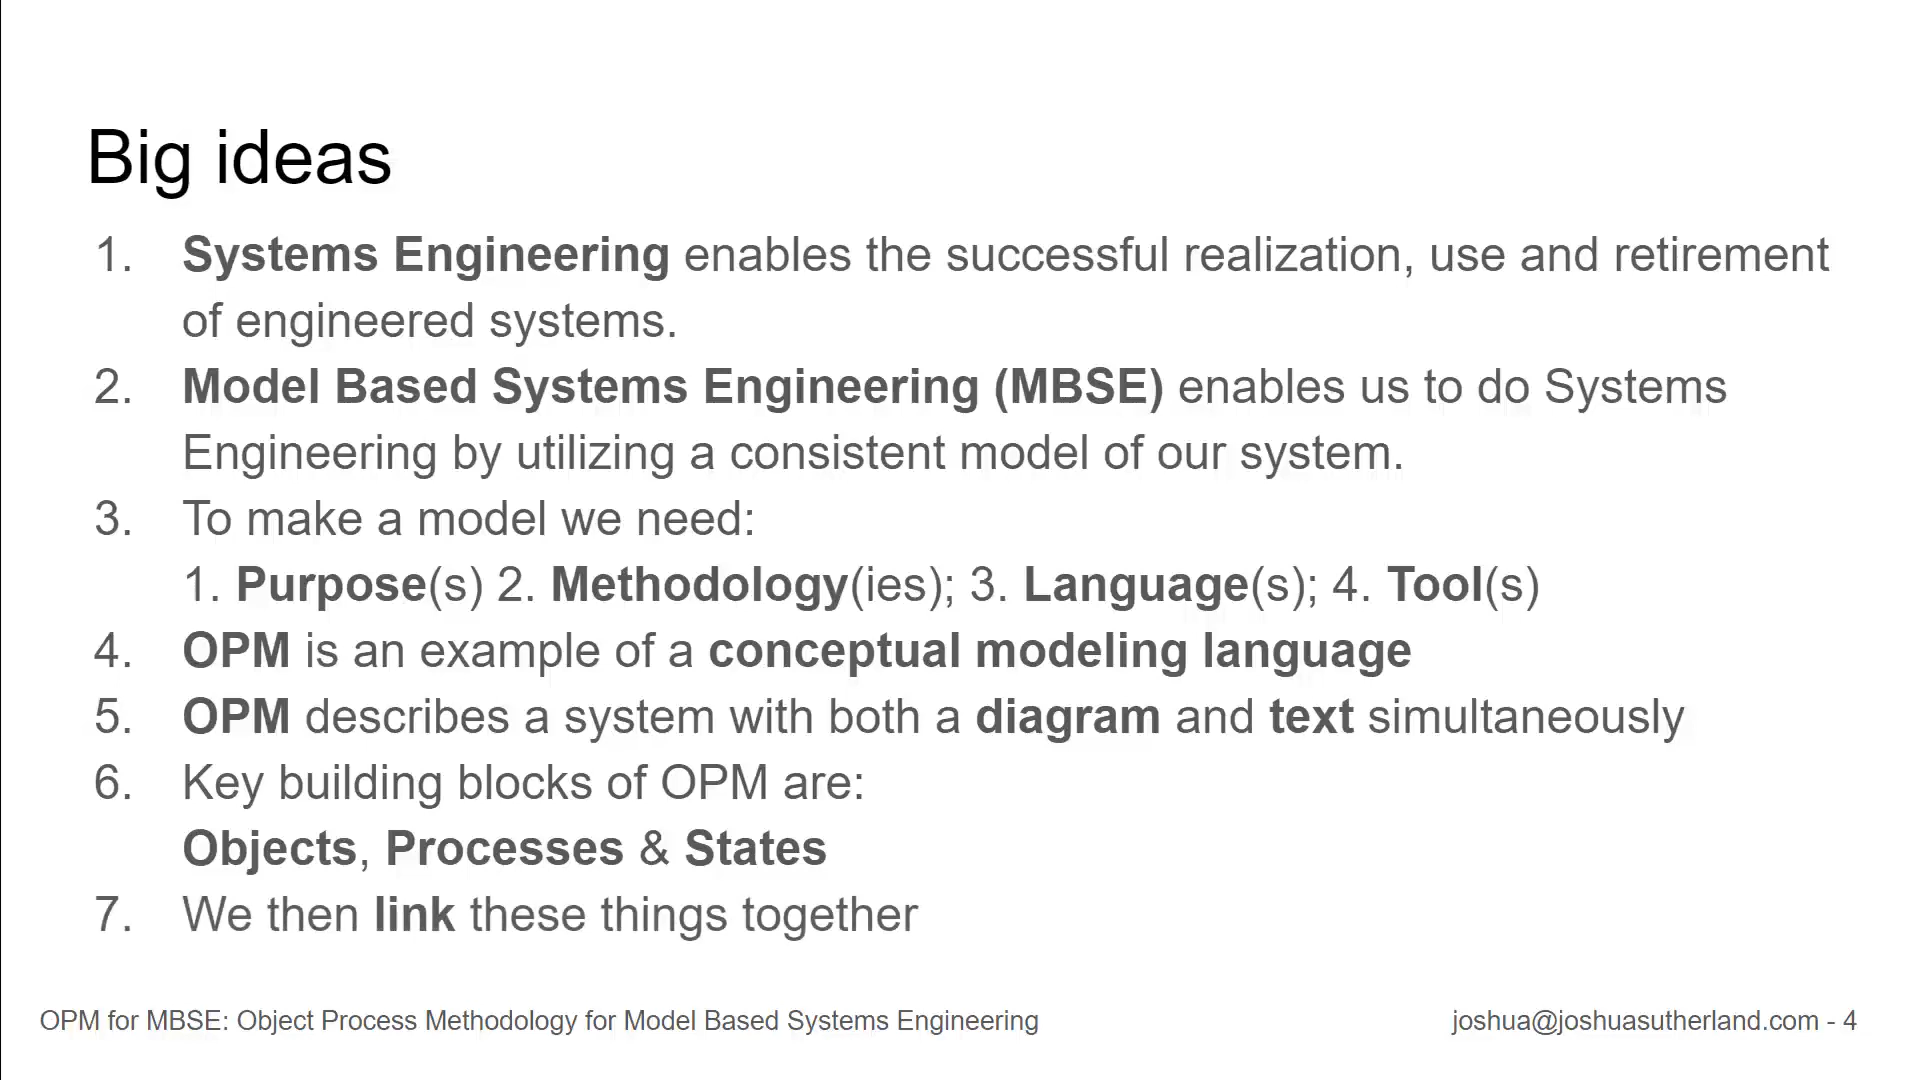 Big ideas
1. Systems Engineering enables the successful realization, use and retirement
of engineered systems.
2. Model Based Systems Engineering (MBSE) enables us to do Systems
Engineering by utilizing a consistent model of our system.
3. To make a model we need:
1. Purpose(s) 2. Methodology(ies); 3. Language(s); 4. Tool(s)
4. OPM is an example of a conceptual modeling language
5. OPM describes a system with both a diagram and text simultaneously
6. Key building blocks of OPM are:
Objects, Processes & States
7. We then link these things together
OPM for MBSE: Object Process Methodology for Model Based Systems Engineering
joshua@joshuasutherland.com - 4